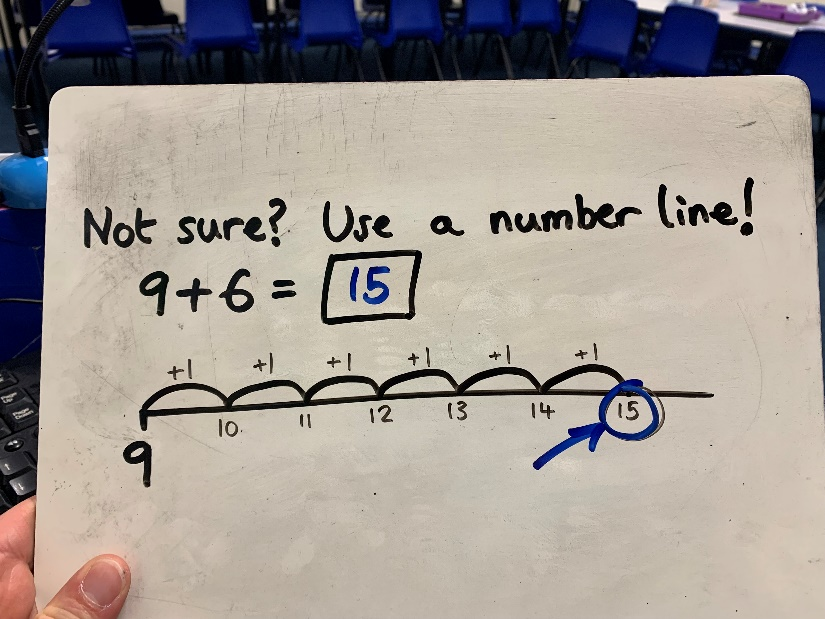 Not sure? Use a number line!
9+6 = 15
+1 +1 +1 +1 +1 +1
10 11 12 13 14 15
9